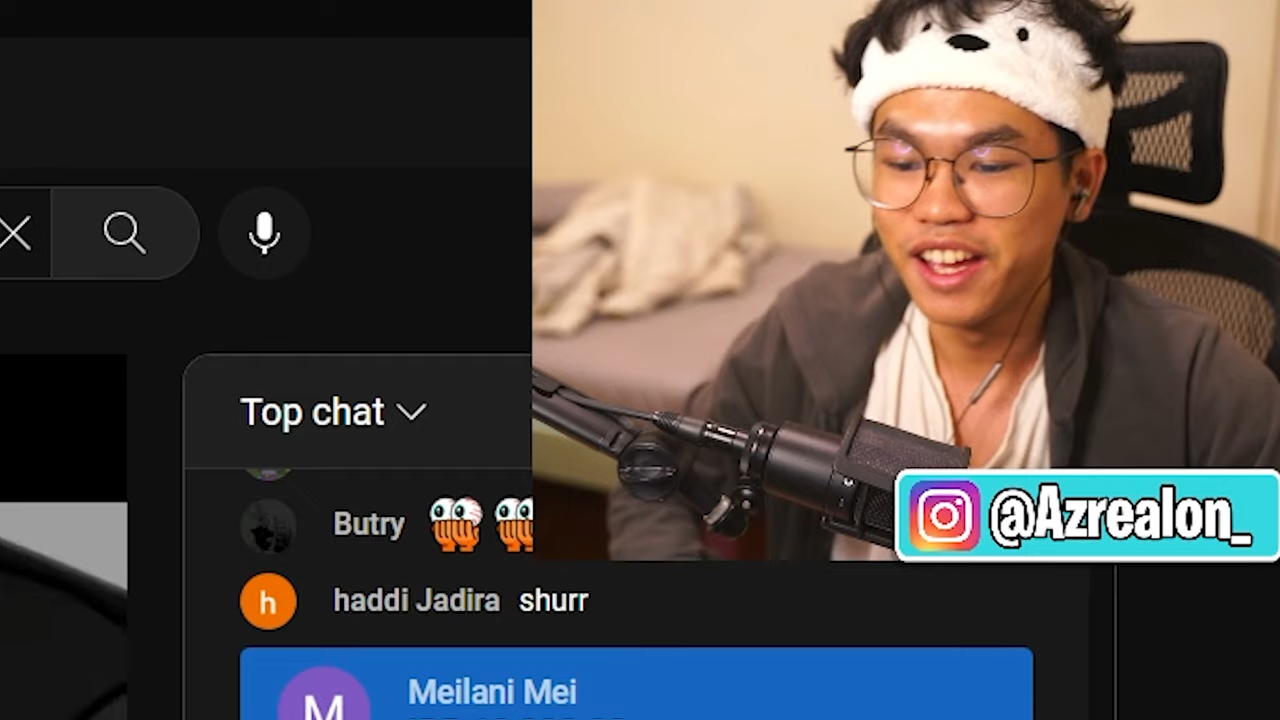 Top chat
Butry
h haddi Jadira shurr
M Meilani Mei
@Azrealon_